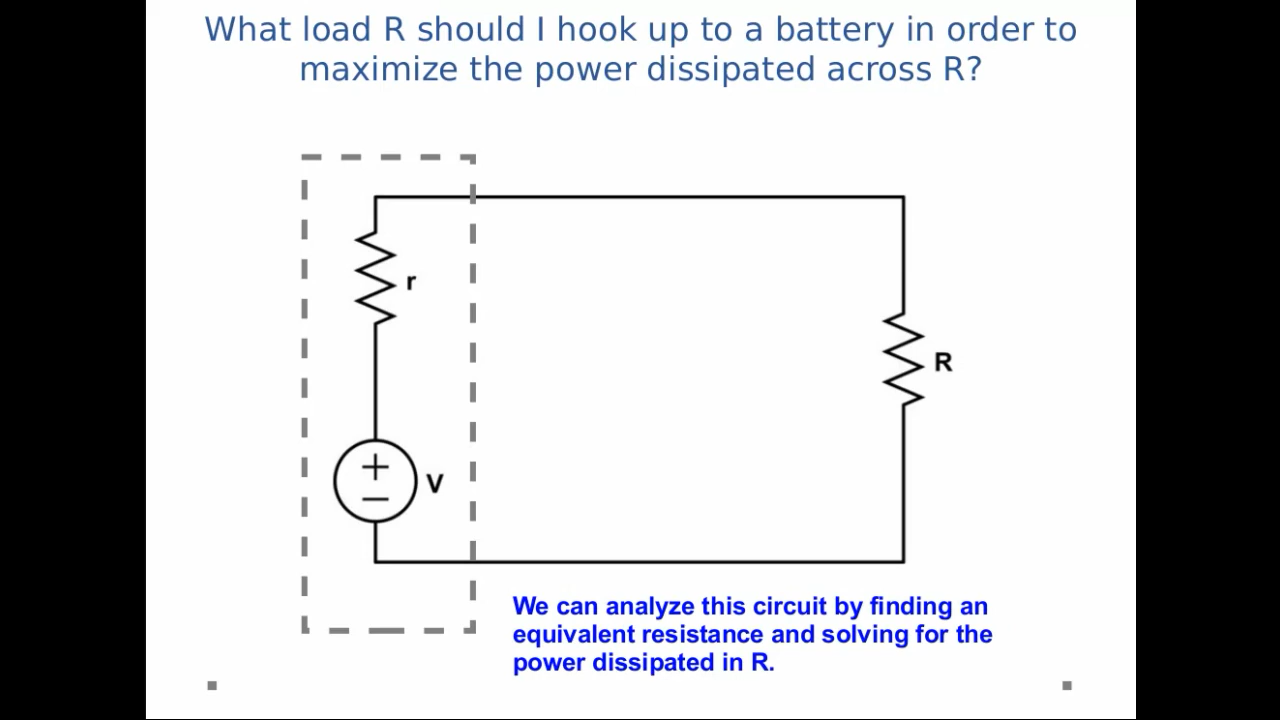 What load R should I hook up to a battery in order to
maximize the power dissipated across R?
r
R
+
−
V
We can analyze this circuit by finding an
equivalent resistance and solving for the
power dissipated in R.